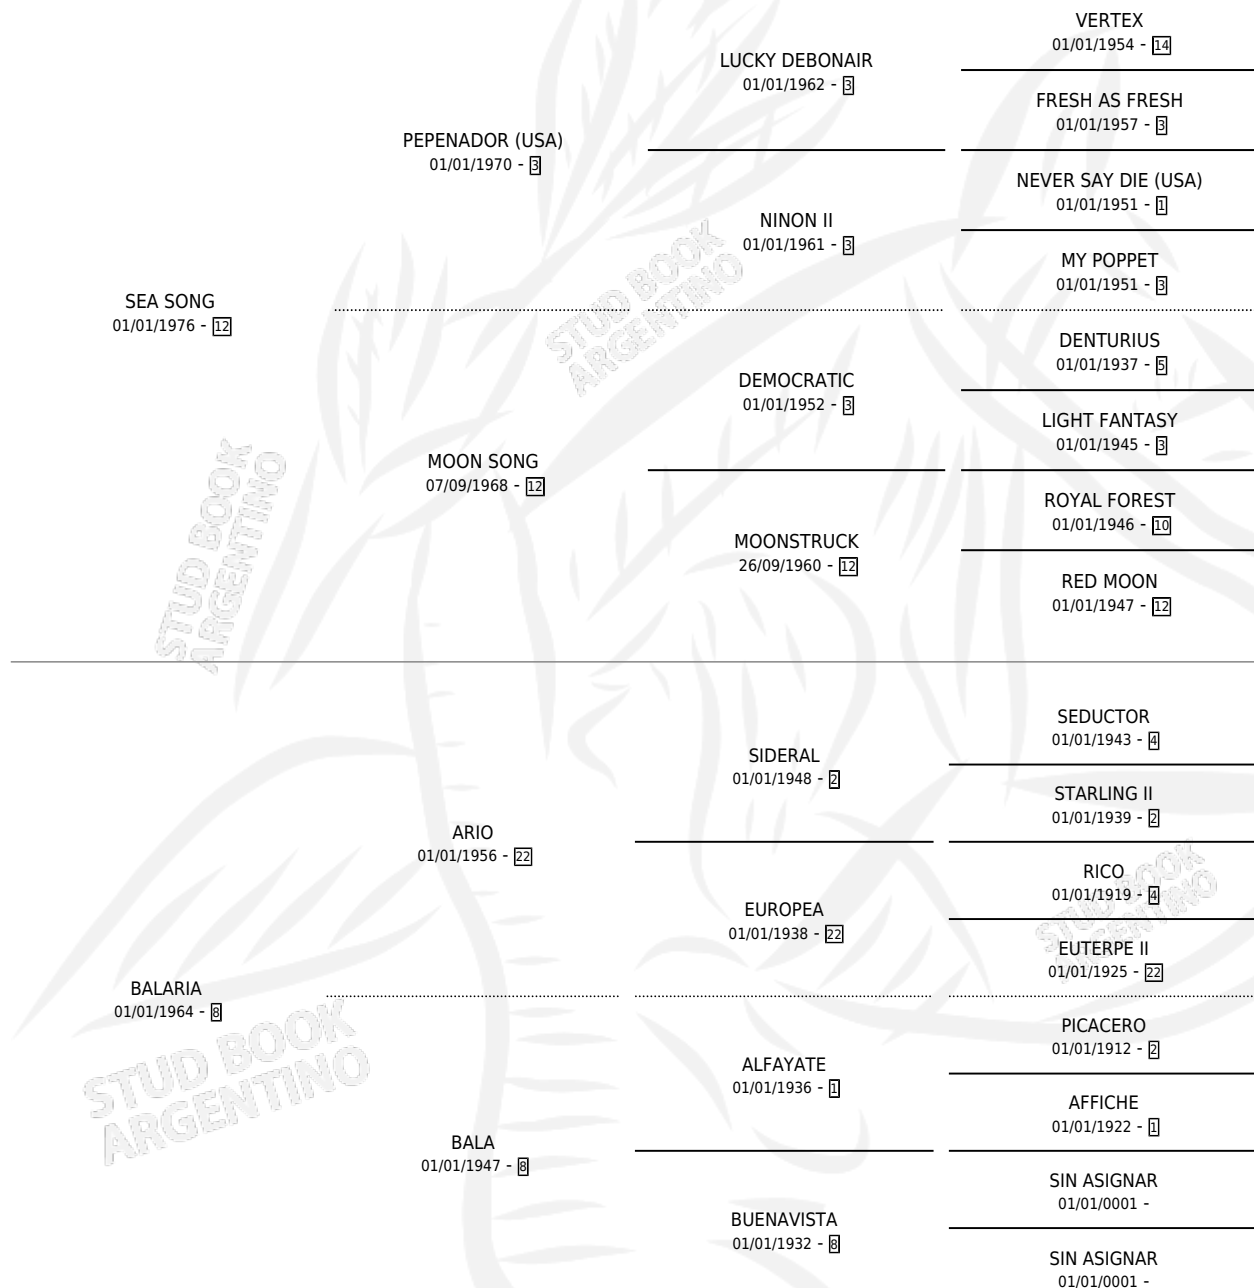 VERTEX
01/01/1954 - 14
LUCKY DEBONAIR
01/01/1962 - 3
FRESH AS FRESH
01/01/1957 - 3
PEPENADOR (USA)
01/01/1970 - 3
NEVER SAY DIE (USA)
01/01/1951 - 1
NINON II
01/01/1961 - 3
MY POPPET
01/01/1951 - 3
SEA SONG
01/01/1976 - 12
DENTURIUS
01/01/1937 - 5
DEMOCRATIC
01/01/1952 - 3
LIGHT FANTASY
01/01/1945 - 3
MOON SONG
07/09/1968 - 12
ROYAL FOREST
01/01/1946 - 10
MOONSTRUCK
26/09/1960 - 12
RED MOON
01/01/1947 - 12
SEDUCTOR
01/01/1943 - 4
SIDERAL
01/01/1948 - 2
STARLING II
01/01/1939 - 2
ARIO
01/01/1956 - 22
RICO
01/01/1919 - 4
EUROPEA
01/01/1938 - 22
EUTERPE II
01/01/1925 - 22
BALARIA
01/01/1964 - 8
PICACERO
01/01/1912 - 2
ALFAYATE
01/01/1936 - 1
AFFICHE
01/01/1922 - 1
BALA
01/01/1947 - 8
SIN ASIGNAR
01/01/0001 -
BUENAVISTA
01/01/1932 - 8
SIN ASIGNAR
01/01/0001 -
STUD BOOK
ARGENTINO
STUD BOOK
ARGENTINO
STUD BOOK
ARGENTINO
STUD BOOK
ARGENTINO